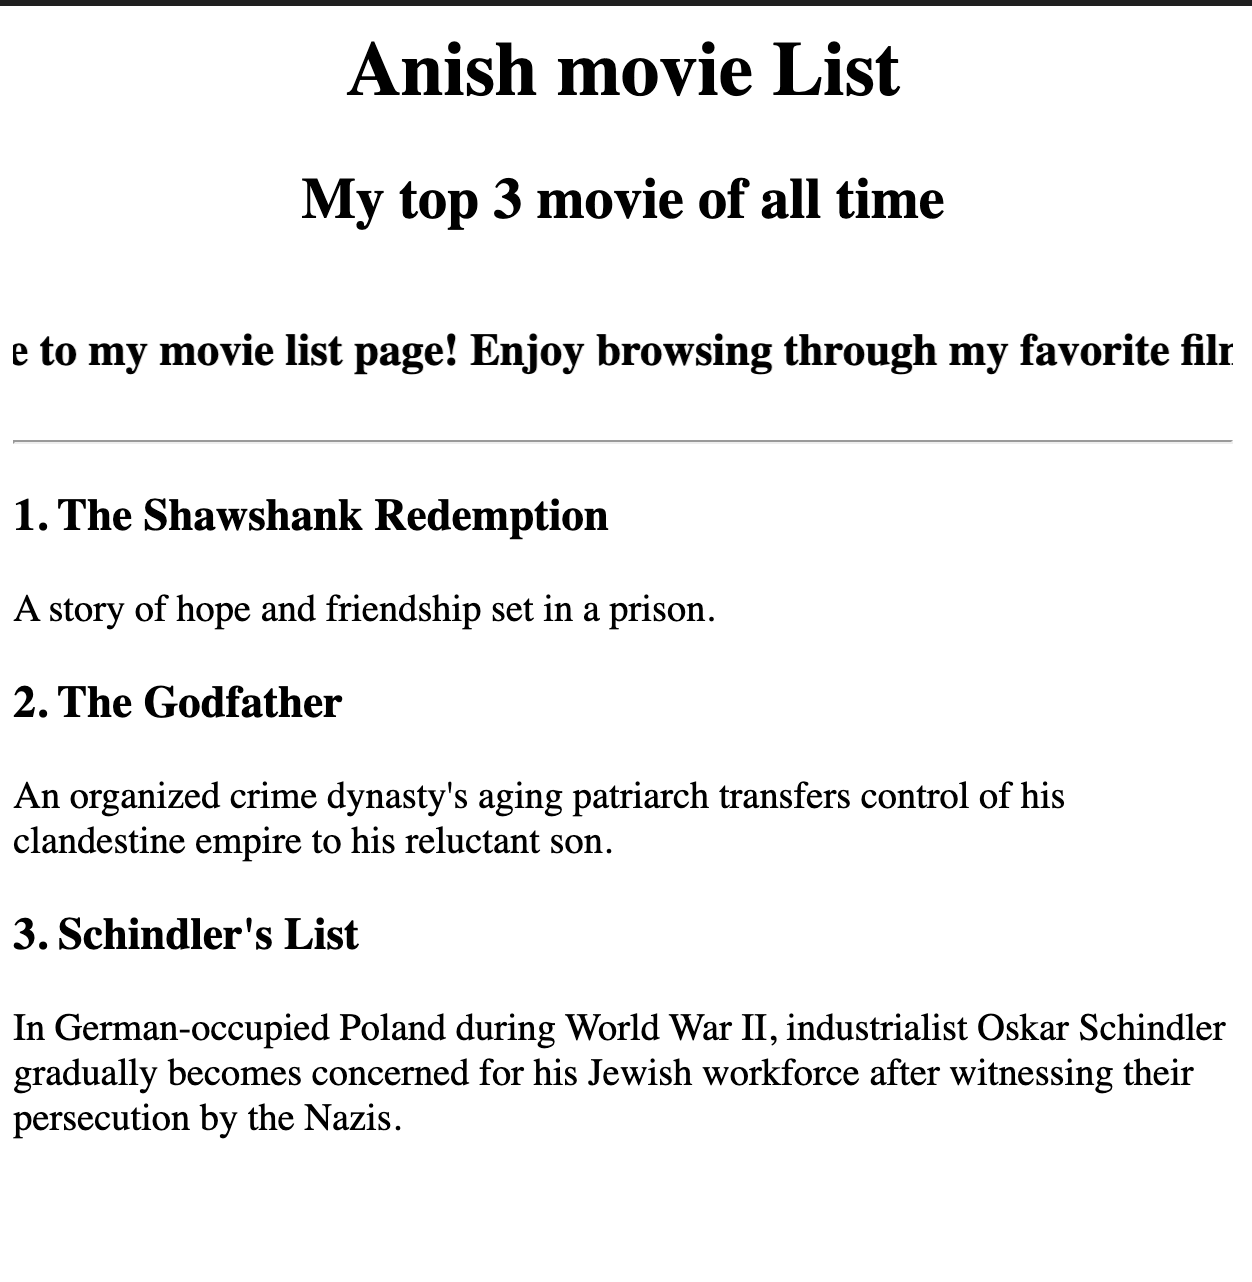 Anish movie List
My top 3 movie of all time
e to my movie list page! Enjoy browsing through my favorite
1. The Shawshank Redemption
A story of hope and friendship set in a prison.
2. The Godfather
An organized crime dynasty's aging patriarch transfers control of his
clandestine empire to his reluctant son.
3. Schindler's List
In German-occupied Poland during World War II, industrialist Oskar Schindler
gradually becomes concerned for his Jewish workforce after witnessing their
persecution by the Nazis.